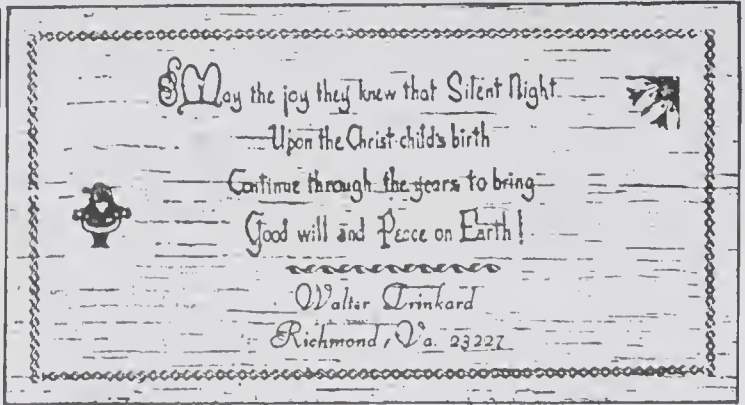 May the joy they knew that Silent Night
Upon the Christ-child's birth
Continue through the years to bring
Good will and Peace on Earth!
Walter Trinkard
Richmond, Va. 23227